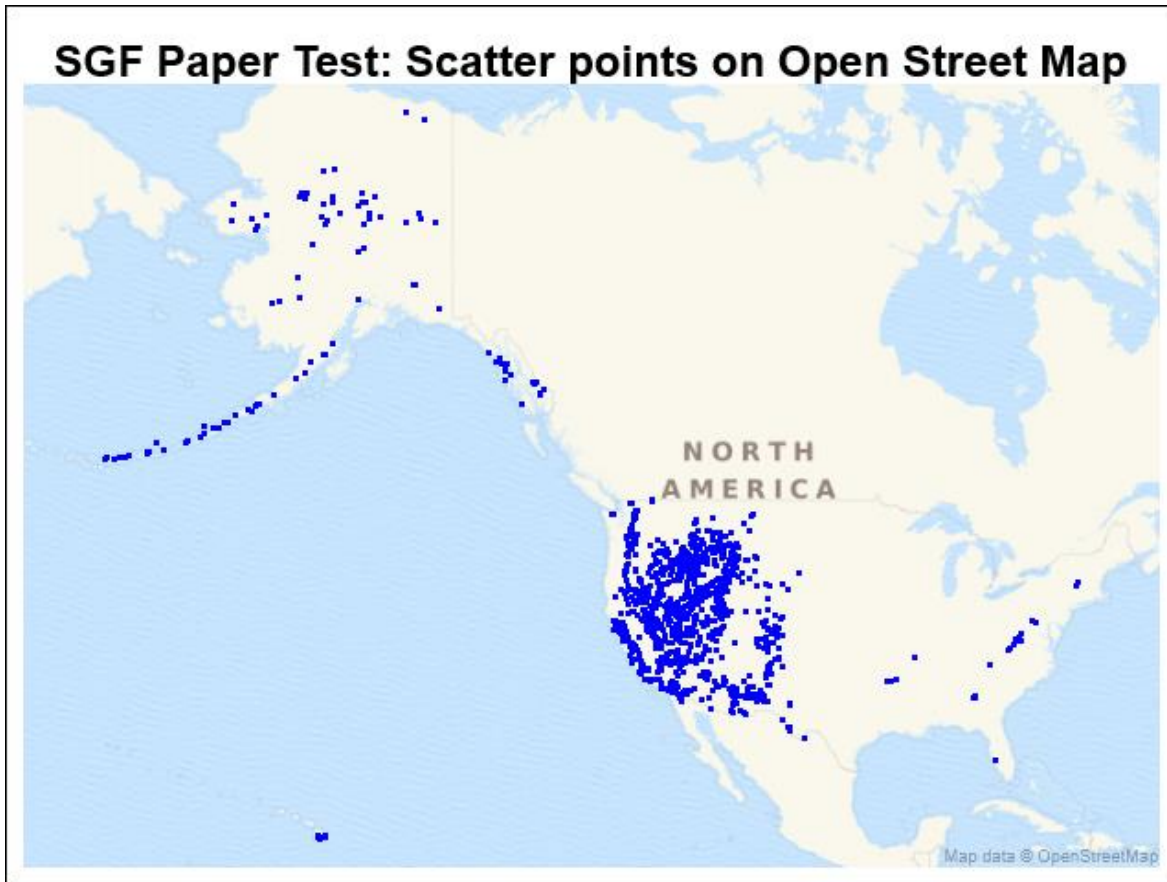 SGF Paper Test: Scatter points on Open Street Map
NORTH
AMERICA
Map data © OpenStreetMap